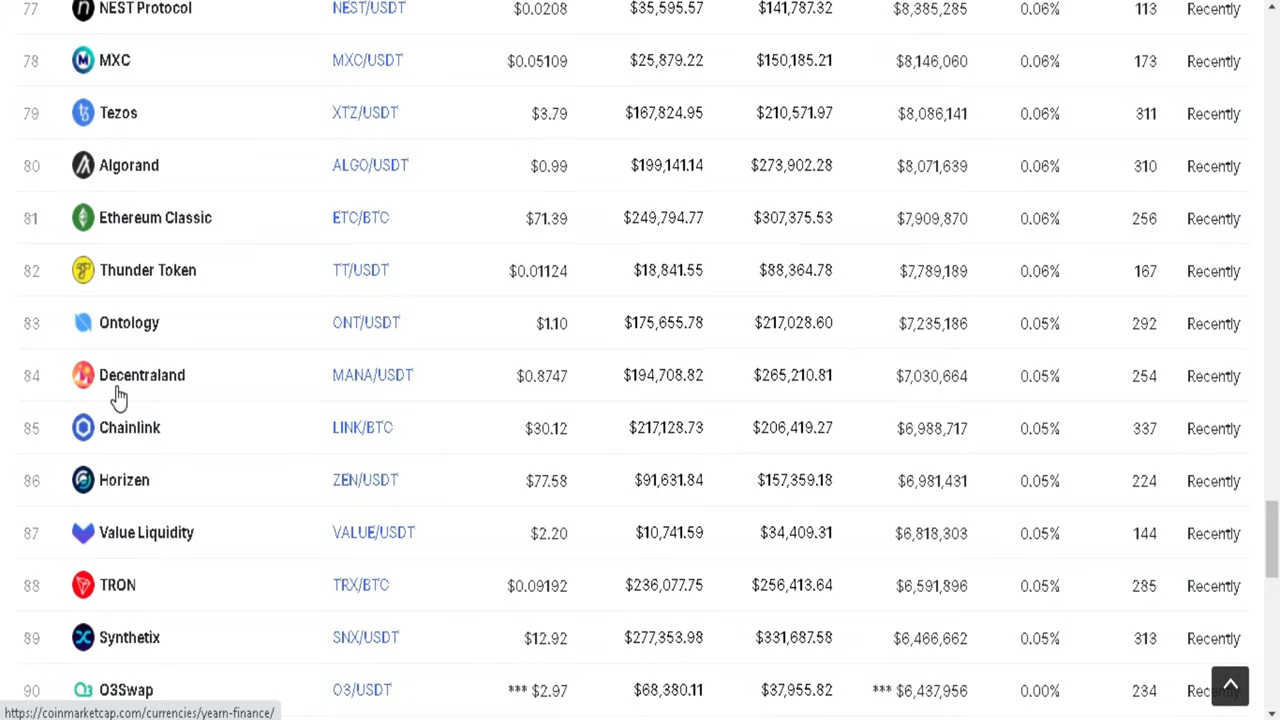 77 NEST Protocol NEST/USDT $0.0208 $35,595.57 $141,787.32 $8,385,285 0.06% 113 Recently
78 MXC MXC/USDT $0.05109 $25,879.22 $150,185.21 $8,146,060 0.06% 173 Recently
79 Tezos XTZ/USDT $3.79 $167,824.95 $210,571.97 $8,086,141 0.06% 311 Recently
80 Algorand ALGO/USDT $0.99 $199,141.14 $273,902.28 $8,071,639 0.06% 310 Recently
81 Ethereum Classic ETC/BTC $71.39 $249,794.77 $307,375.53 $7,909,870 0.06% 256 Recently
82 Thunder Token TT/USDT $0.01124 $18,841.55 $88,364.78 $7,789,189 0.06% 167 Recently
83 Ontology ONT/USDT $1.10 $175,655.78 $217,028.60 $7,235,186 0.05% 292 Recently
84 Decentraland MANA/USDT $0.8747 $194,708.82 $265,210.81 $7,030,664 0.05% 254 Recently
85 Chainlink LINK/BTC $30.12 $217,128.73 $206,419.27 $6,988,717 0.05% 337 Recently
86 Horizen ZEN/USDT $77.58 $91,631.84 $157,359.18 $6,981,431 0.05% 224 Recently
87 Value Liquidity VALUE/USDT $2.20 $10,741.59 $34,409.31 $6,818,303 0.05% 144 Recently
88 TRON TRX/BTC $0.09192 $236,077.75 $256,413.64 $6,591,896 0.05% 285 Recently
89 Synthetix SNX/USDT $12.92 $277,353.98 $331,687.58 $6,466,662 0.05% 313 Recently
90 O3Swap O3/USDT *** $2.97 $68,380.11 $37,955.82 *** $6,437,956 0.00% 234
https://coinmarketcap.com/currencies/yearn-finance/